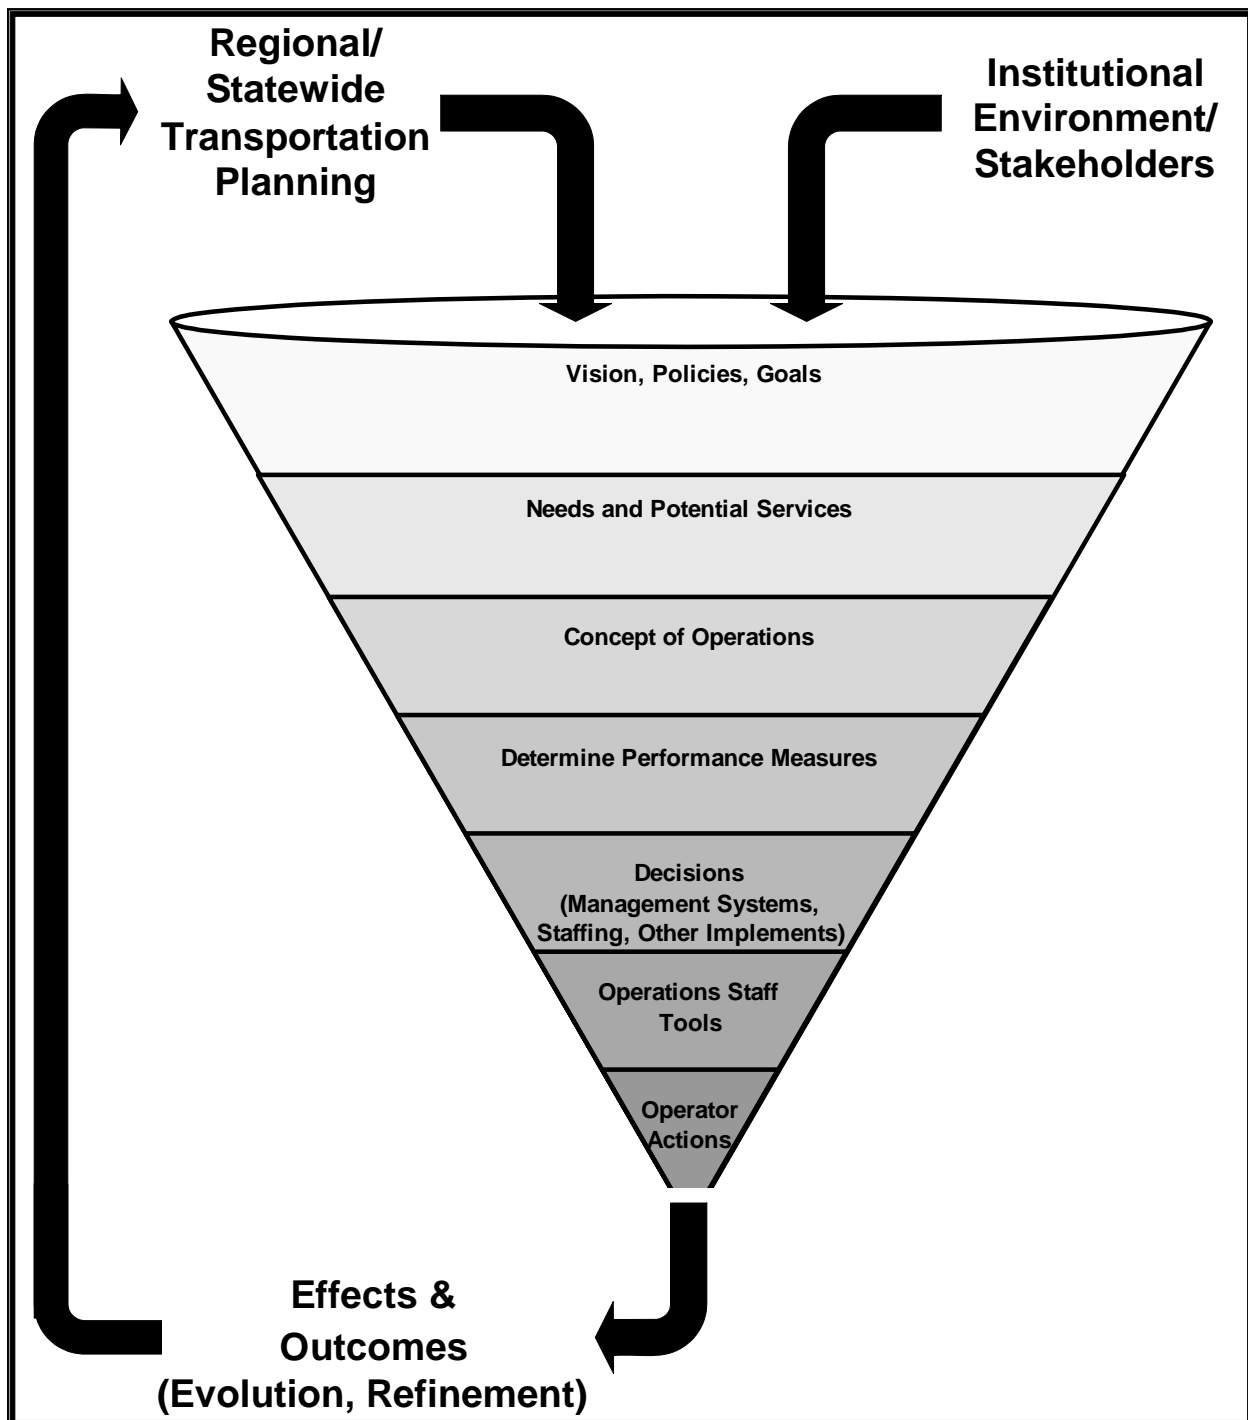 Regional/
Statewide
Transportation
Planning
Institutional
Environment/
Stakeholders
Vision, Policies, Goals
Needs and Potential Services
Concept of Operations
Determine Performance Measures
Decisions
(Management Systems,
Staffing, Other Implements)
Operations Staff
Tools
Operator
Actions
Effects &
Outcomes
(Evolution, Refinement)